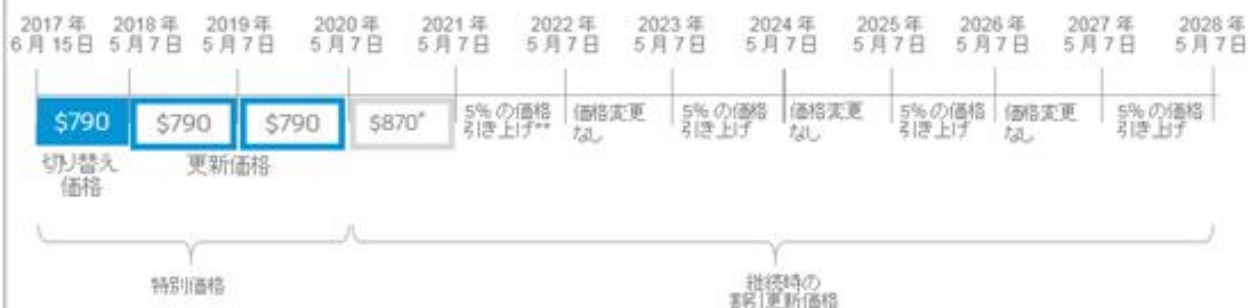 2017 年 2018 年 2019 年 2020 年 2021 年 2022 年 2023 年 2024 年 2025 年 2026 年 2027 年 2028 年
6 月 15 日 5 月 7 日 5 月 7 日 5 月 7 日 5 月 7 日 5 月 7 日 5 月 7 日 5 月 7 日 5 月 7 日 5 月 7 日 5 月 7 日 5 月 7 日
$790 $790 $790 $870* 5% の価格 価格変更 5% の価格 価格変更 5% の価格 価格変更 5% の価格
引き上げ** なし 引き上げ なし 引き上げ なし 引き上げ
切り替え 更新価格
価格
特別価格 継続時の
割引更新価格